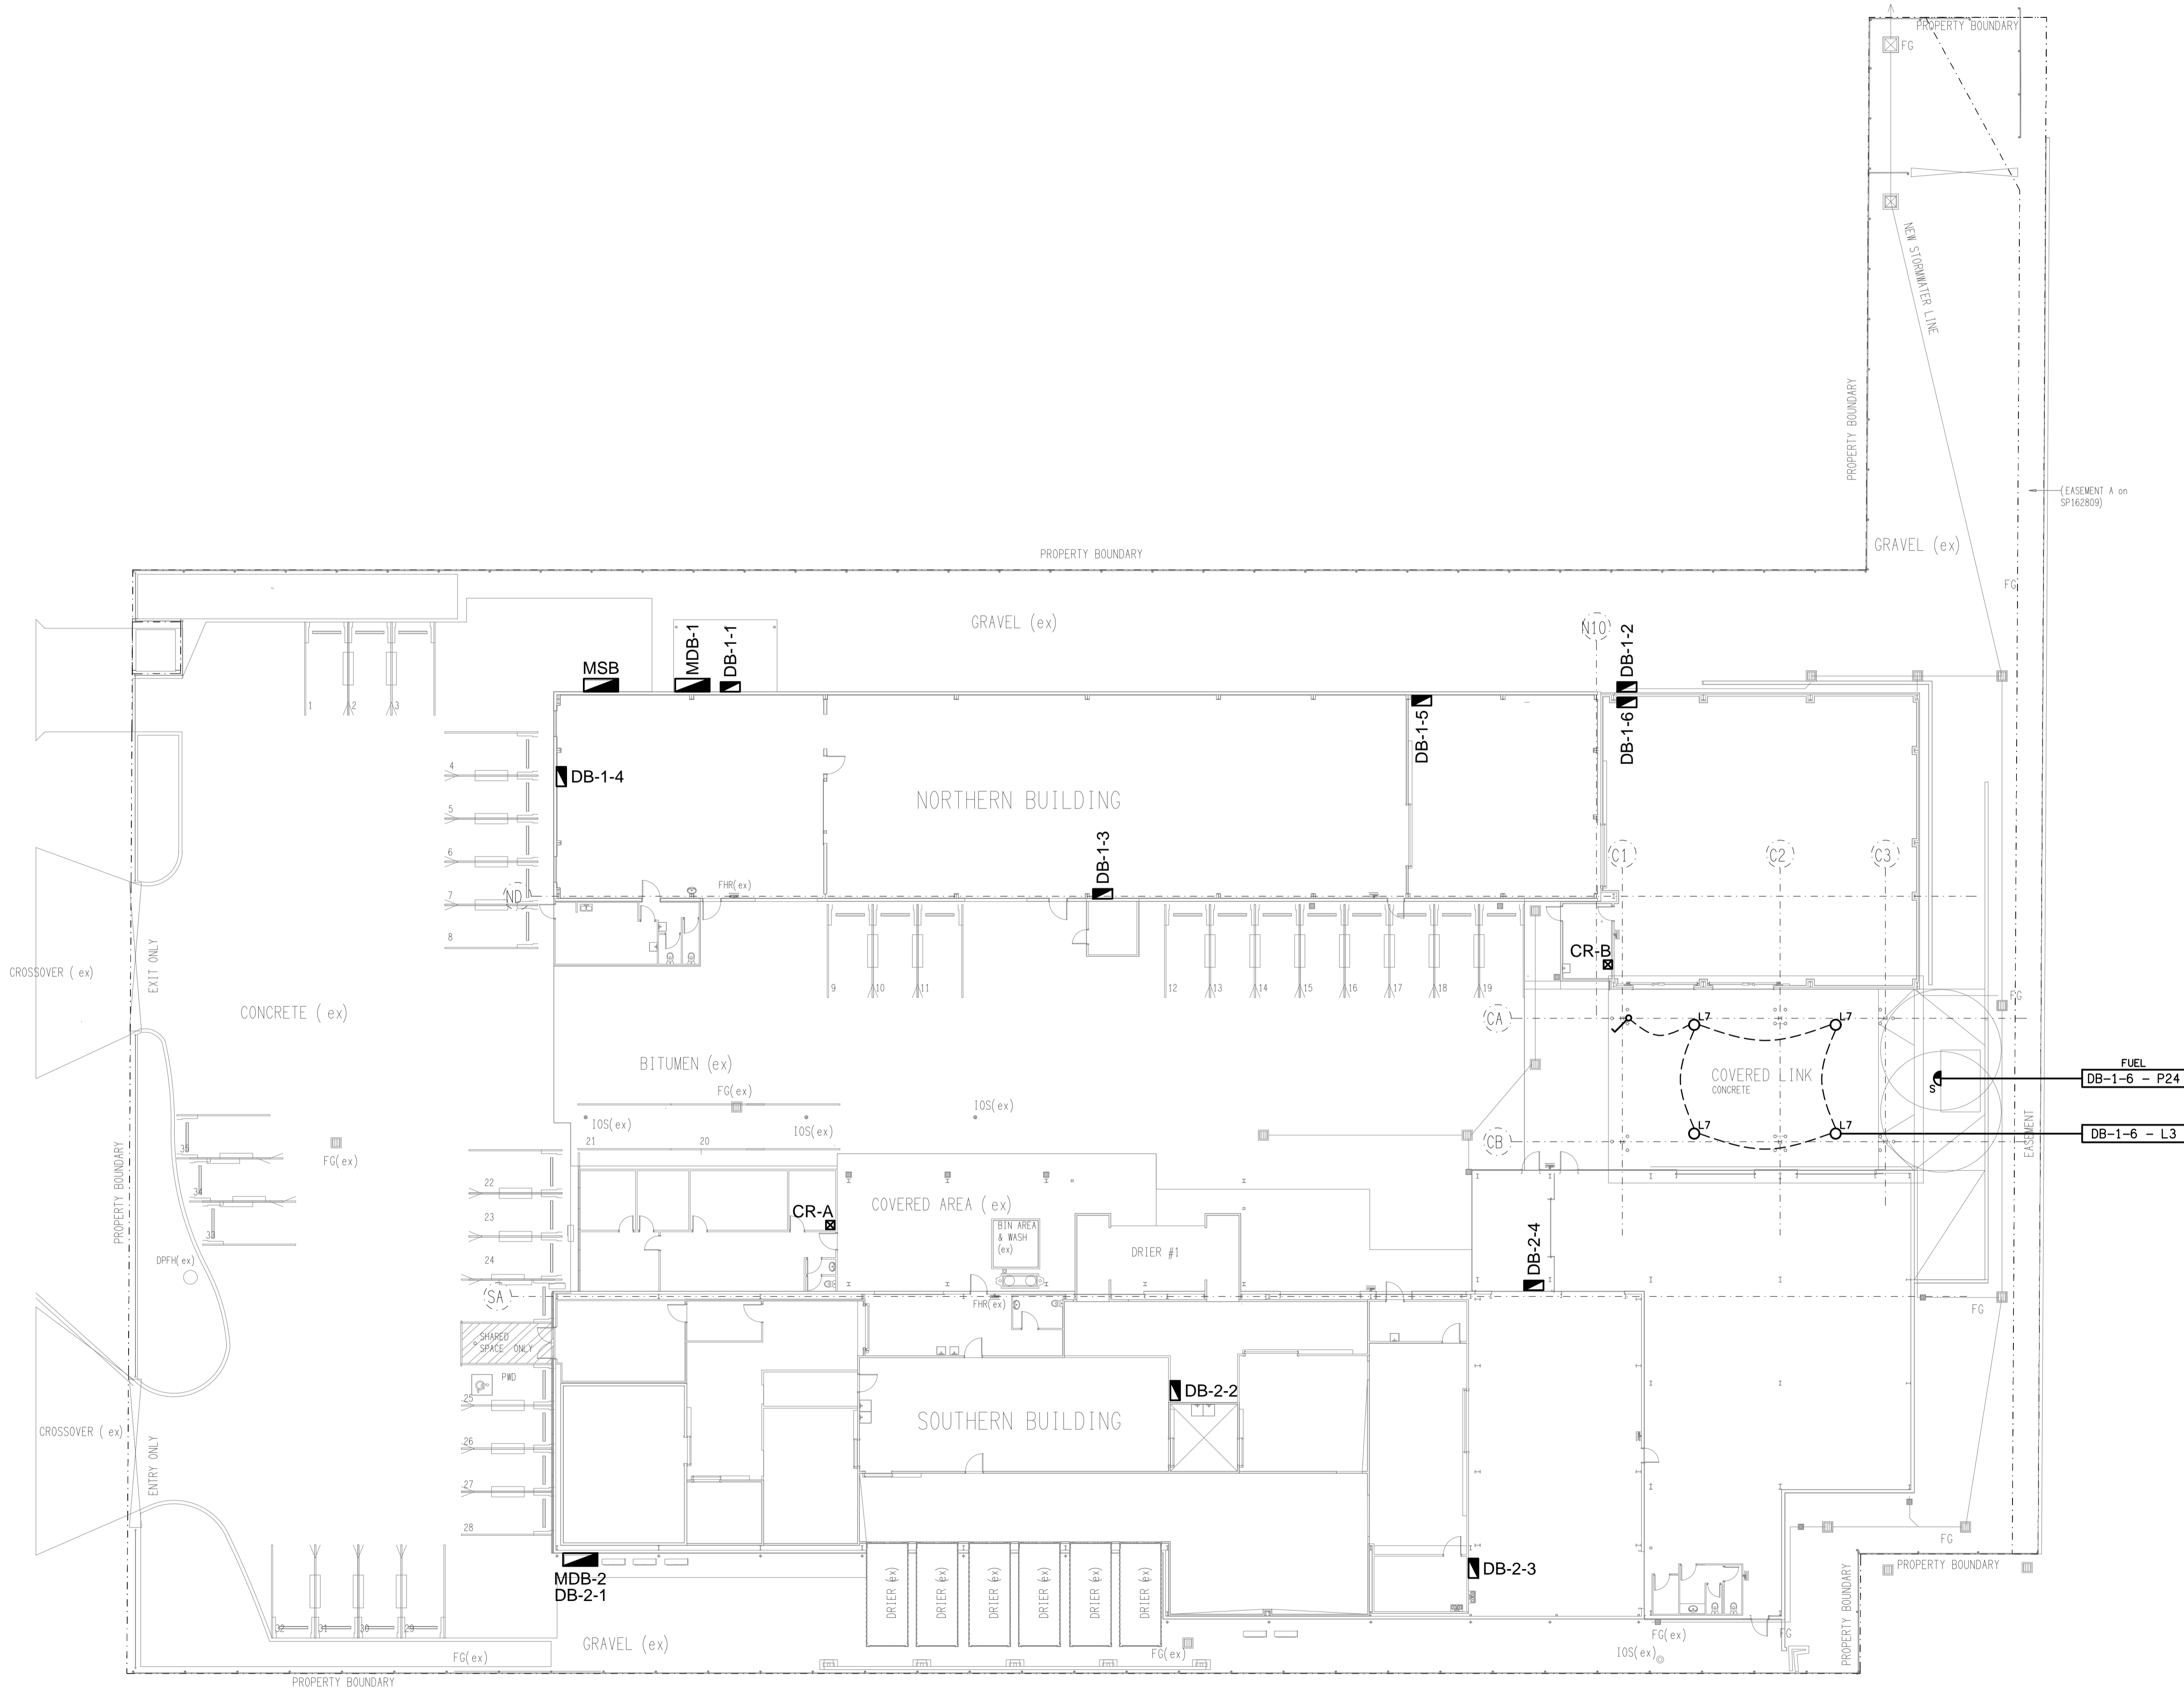 PROPERTY BOUNDARY
FG
NEW STORMWATER LINE
PROPERTY BOUNDARY
(EASEMENT A on
SP162809)
GRAVEL (ex)
PROPERTY BOUNDARY
FG
GRAVEL (ex)
N10
DB-1-2
MSB
MDB-1
DB-1-1
1
2
3
DB-1-5
DB-1-6
4
DB-1-4
NORTHERN BUILDING
5
6
DB-1-3
C1
C2
C3
7
ND
FHR(ex)
8
EXIT ONLY
CROSSOVER ( ex)
CR-B
9
10
11
12
13
14
15
16
17
18
19
FG
CONCRETE ( ex)
CA
L7
L7
BITUMEN (ex)
FG(ex)
COVERED LINK
CONCRETE
S
FUEL
DB-1-6 - P24
IOS(ex)
IOS(ex)
IOS(ex)
21
20
CB
L7
L7
DB-1-6 - L3
EASEMENT
35
FG(ex)
34
33
PROPERTY BOUNDARY
22
23
24
CR-A
COVERED AREA ( ex)
BIN AREA
& WASH
(ex)
DRIER #1
DB-2-4
DPFH(ex)
SA
FHR(ex)
FG
SHARED
SPACE ONLY
PWD
25
DB-2-2
SOUTHERN BUILDING
CROSSOVER ( ex)
ENTRY ONLY
26
27
28
FG
PROPERTY BOUNDARY
MDB-2
DB-2-1
DRIER (ex)
DRIER (ex)
DRIER (ex)
DRIER (ex)
DRIER (ex)
DRIER (ex)
DB-2-3
PROPERTY BOUNDARY
32
31
30
29
GRAVEL (ex)
FG(ex)
FG(ex)
FG(ex)
FG
IOS(ex)
PROPERTY BOUNDARY